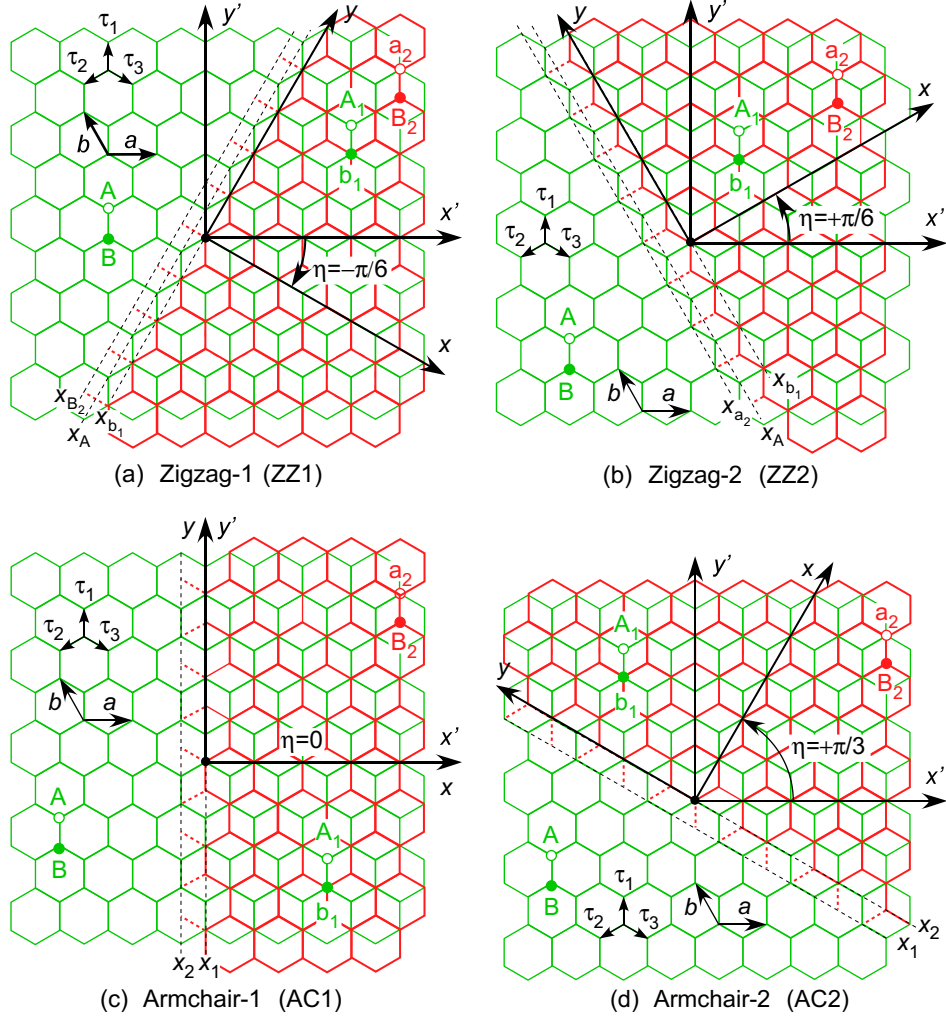 y'
y
τ1
τ2
τ3
a2
A1
B2
b
a
b1
A
B
x'
η=−π/6
x
xB2
xb1
xA
(a) Zigzag-1 (ZZ1)
y
y'
a2
A1
x
B2
b1
τ1
τ2
τ3
η=+π/6
x'
A
B
b
a
xb1
xa2
xA
(b) Zigzag-2 (ZZ2)
y
y'
a2
τ1
τ2
τ3
B2
b
a
η=0
x'
x
A
A1
B
b1
x2
x1
(c) Armchair-1 (AC1)
y'
x
A1
a2
y
b1
B2
η=+π/3
x'
A
B
τ1
τ2
τ3
b
a
x2
x1
(d) Armchair-2 (AC2)